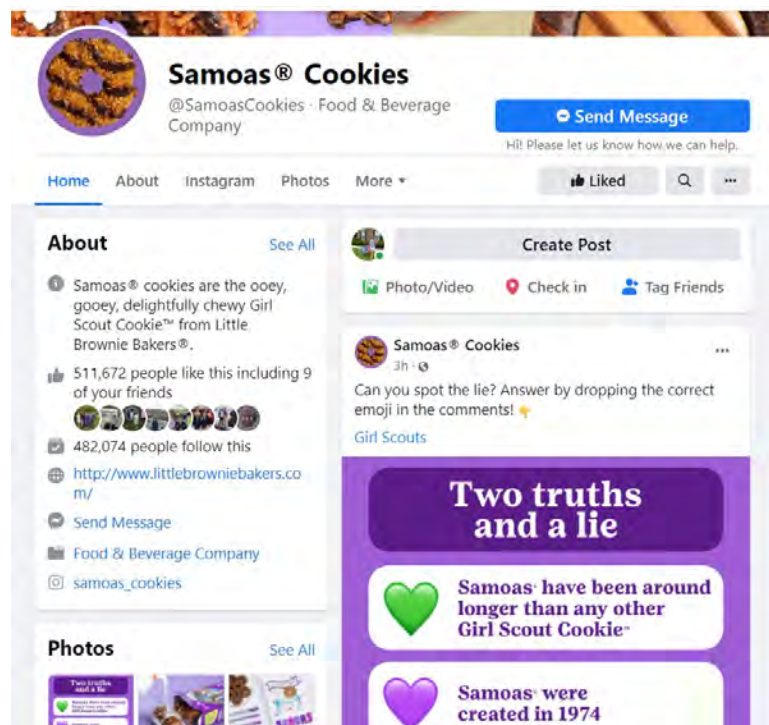 Samoas® Cookies
@SamoasCookies · Food & Beverage
Company
Send Message
Hi! Please let us know how we can help.
Home About Instagram Photos More
Liked
About See All
Samoas® cookies are the ooey,
gooey, delightfully chewy Girl
Scout Cookie™ from Little
Brownie Bakers®.
511,672 people like this including 9
of your friends
482,074 people follow this
http://www.littlebrowniebakers.co
m/
Send Message
Food & Beverage Company
samoas_cookies
Photos See All
Two truths
and a lie
Create Post
Photo/Video Check in Tag Friends
Samoas® Cookies
3h ·
Can you spot the lie? Answer by dropping the correct
emoji in the comments!
Girl Scouts
Two truths
and a lie
Samoas® have been around
longer than any other
Girl Scout Cookie™
Samoas® were
created in 1974